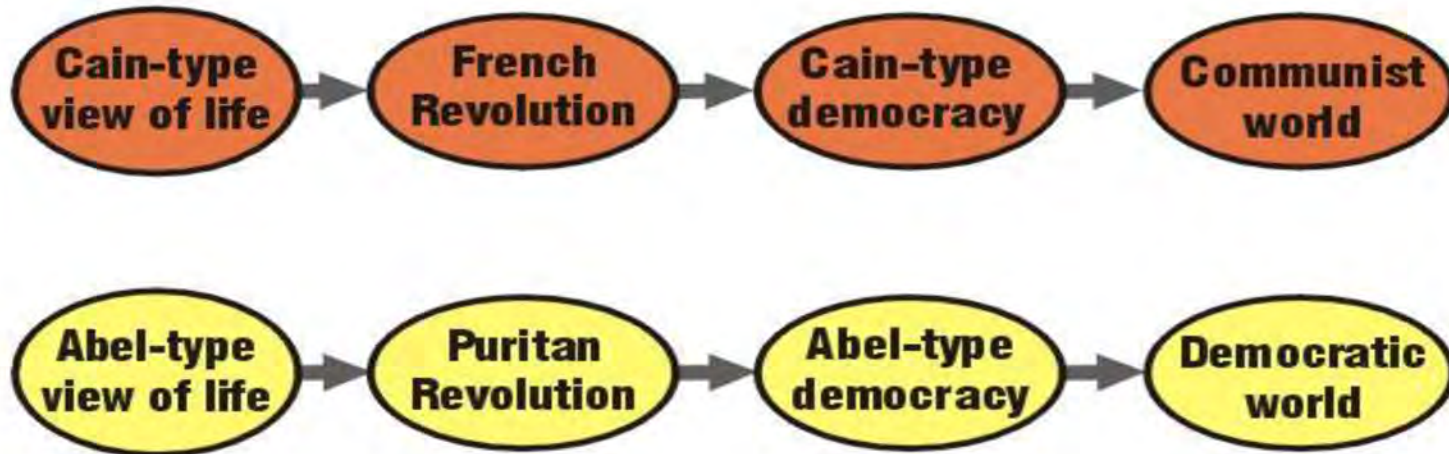 Cain-type
view of life
French
Revolution
Cain-type
democracy
Communist
world
Abel-type
view of life
Puritan
Revolution
Abel-type
democracy
Democratic
world